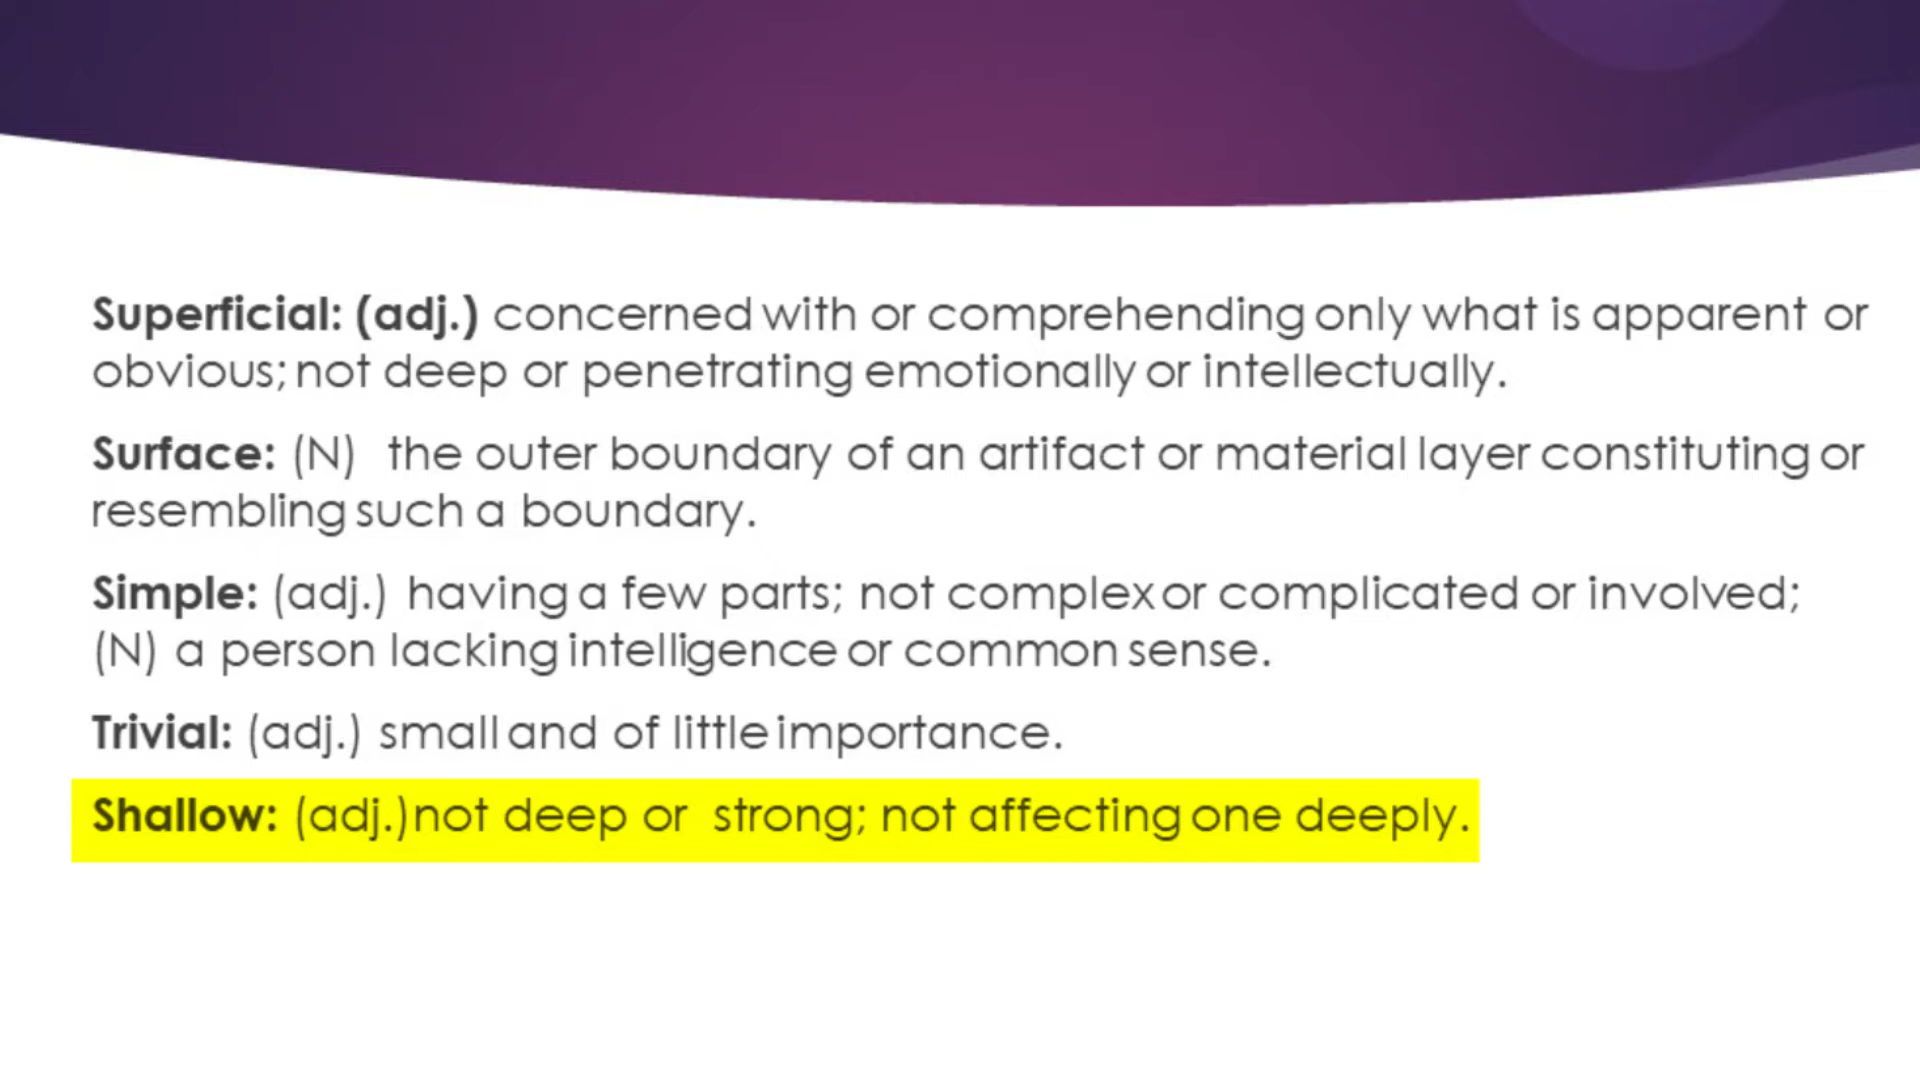 Superficial: (adj.) concerned with or comprehending only what is apparent or
obvious; not deep or penetrating emotionally or intellectually.
Surface: (N) the outer boundary of an artifact or material layer constituting or
resembling such a boundary.
Simple: (adj.) having a few parts; not complex or complicated or involved;
(N) a person lacking intelligence or common sense.
Trivial: (adj.) small and of little importance.
Shallow: (adj.)not deep or strong; not affecting one deeply.